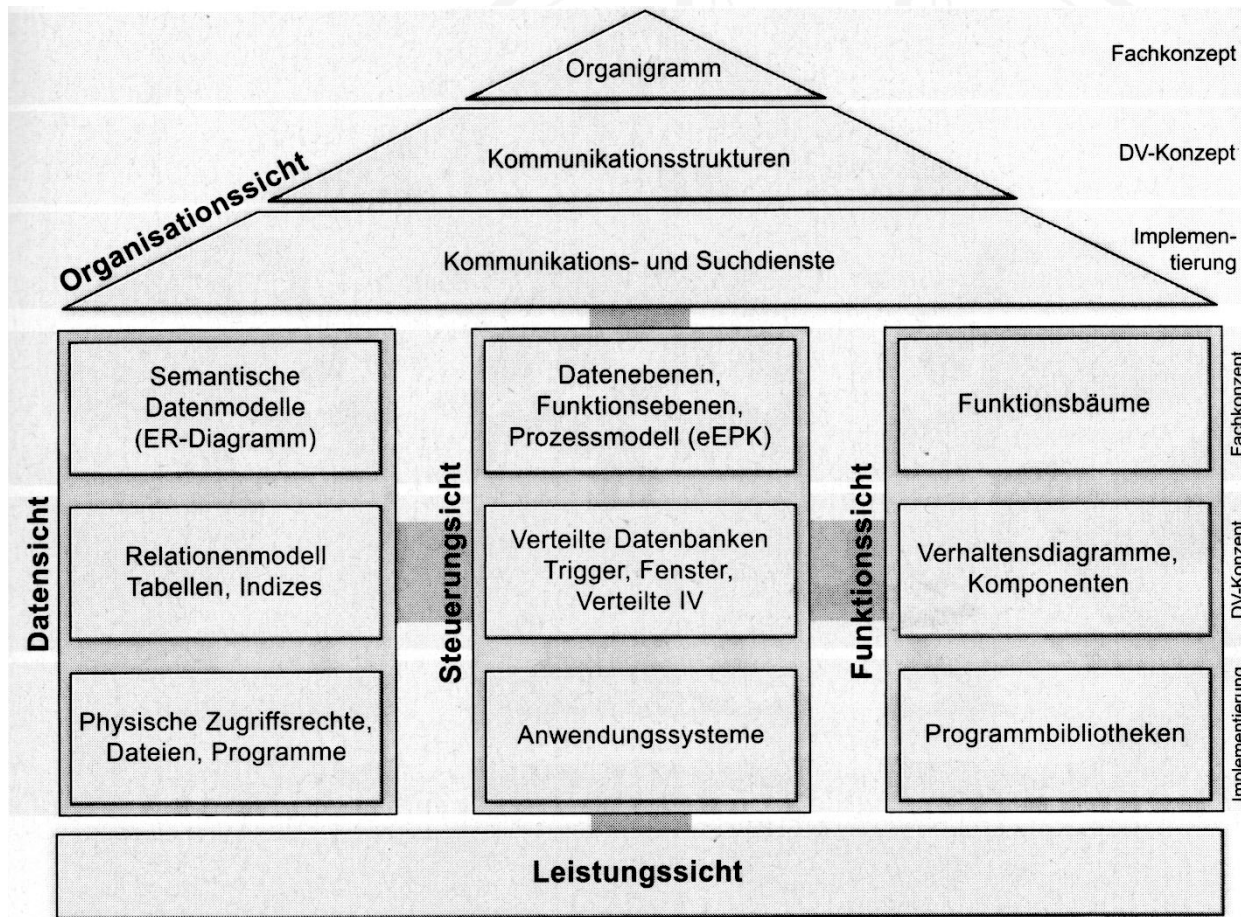 Organigramm
Fachkonzept
Kommunikationsstrukturen
DV-Konzept
Organisationssicht
Kommunikations- und Suchdienste
Implemen-
tierung
Datensicht
Semantische
Datenmodelle
(ER-Diagramm)
Relationenmodell
Tabellen, Indizes
Physische Zugriffsrechte,
Dateien, Programme
Steuerungsicht
Datenebenen,
Funktionsebenen,
Prozessmodell (eEPK)
Verteilte Datenbanken
Trigger, Fenster,
Verteilte IV
Anwendungssysteme
Funktionssicht
Funktionsbäume
Verhaltensdiagramme,
Komponenten
Programmbibliotheken
Fachkonzept
DV-Konzept
Implementierung
Leistungssicht